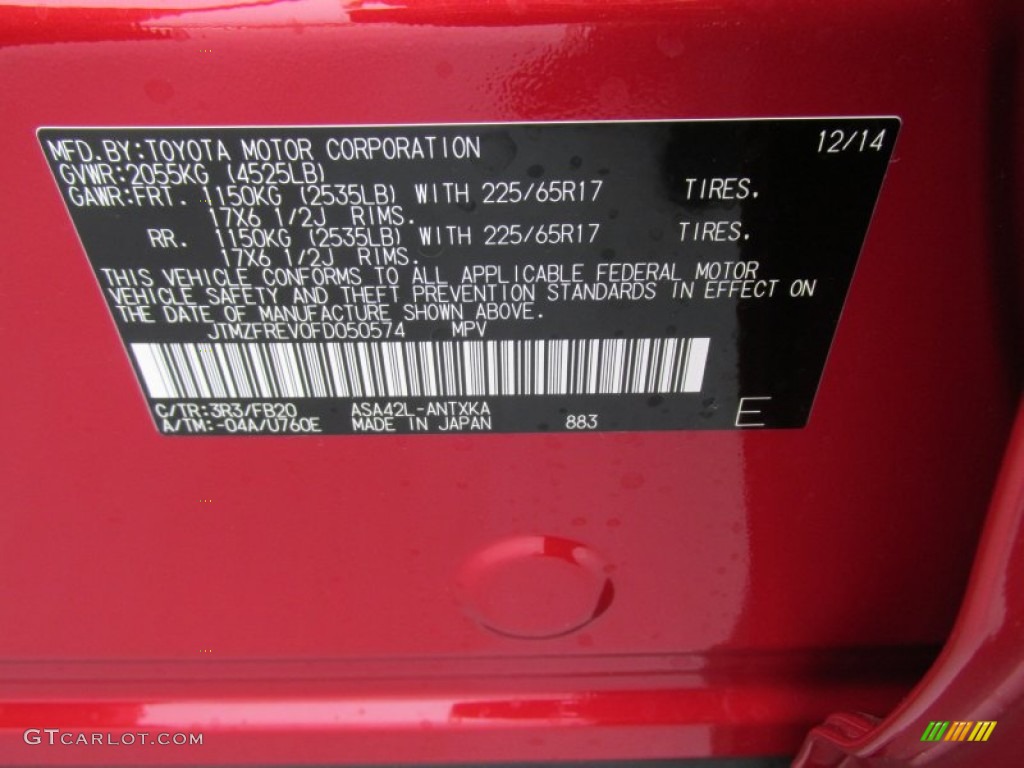 MFD.BY:TOYOTA MOTOR CORPORATION 12/14
GVWR:2055KG (4525LB)
GAWR:FRT. 1150KG (2535LB) WITH 225/65R17 TIRES.
17X6 1/2J RIMS.
RR. 1150KG (2535LB) WITH 225/65R17 TIRES.
17X6 1/2J RIMS.
THIS VEHICLE CONFORMS TO ALL APPLICABLE FEDERAL MOTOR
VEHICLE SAFETY AND THEFT PREVENTION STANDARDS IN EFFECT ON
THE DATE OF MANUFACTURE SHOWN ABOVE.
JTMZFREV0FD050574 MPV
C/TR:3R3/FB20 ASA42L-ANTXKA
A/TM:-04A/U760E MADE IN JAPAN 883 E
GTCARLOT.COM